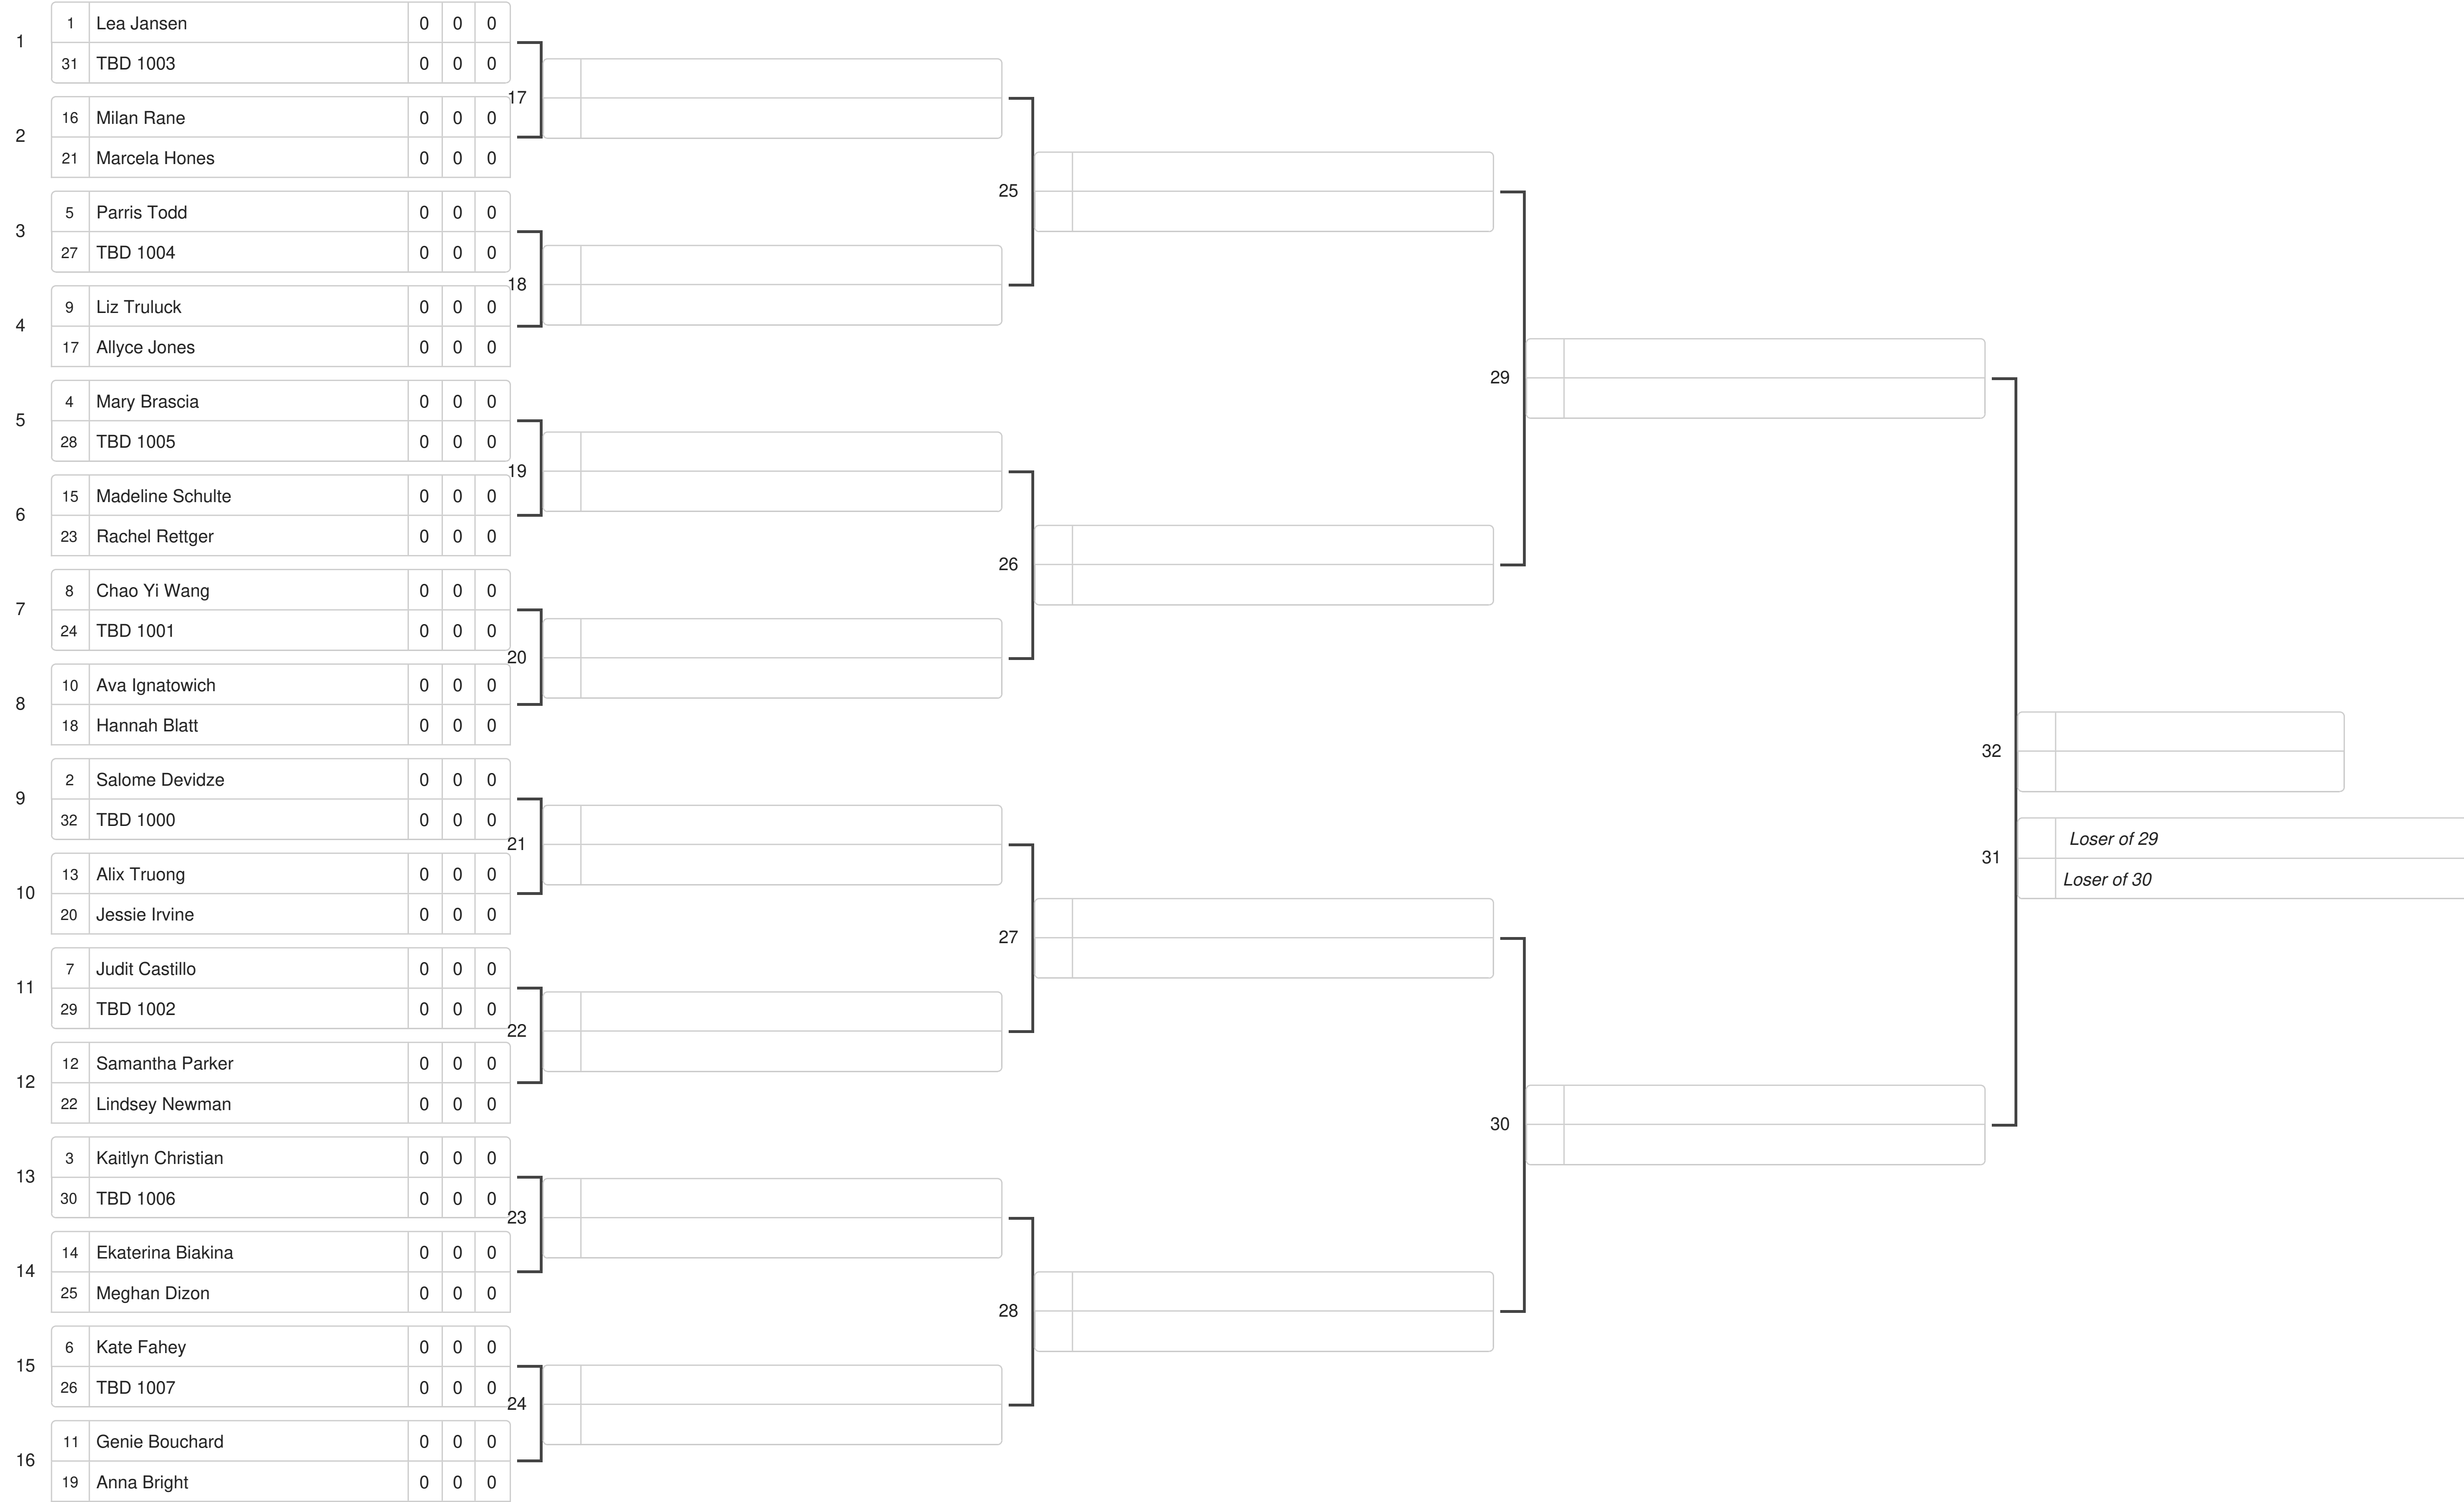 1 Lea Jansen 0 0 0
1
31 TBD 1003 0 0 0
16 Milan Rane 0 0 0
2
21 Marcela Hones 0 0 0
5 Parris Todd 0 0 0
3
27 TBD 1004 0 0 0
9 Liz Truluck 0 0 0
4
17 Allyce Jones 0 0 0
4 Mary Brascia 0 0 0
5
28 TBD 1005 0 0 0
15 Madeline Schulte 0 0 0
6
23 Rachel Rettger 0 0 0
8 Chao Yi Wang 0 0 0
7
24 TBD 1001 0 0 0
10 Ava Ignatowich 0 0 0
8
18 Hannah Blatt 0 0 0
2 Salome Devidze 0 0 0
9
32 TBD 1000 0 0 0
13 Alix Truong 0 0 0
10
20 Jessie Irvine 0 0 0
7 Judit Castillo 0 0 0
11
29 TBD 1002 0 0 0
12 Samantha Parker 0 0 0
12
22 Lindsey Newman 0 0 0
3 Kaitlyn Christian 0 0 0
13
30 TBD 1006 0 0 0
14 Ekaterina Biakina 0 0 0
14
25 Meghan Dizon 0 0 0
6 Kate Fahey 0 0 0
15
26 TBD 1007 0 0 0
11 Genie Bouchard 0 0 0
16
19 Anna Bright 0 0 0
17
18
19
20
21
22
23
24
25
26
27
28
29
30
32
31
Loser of 29
Loser of 30